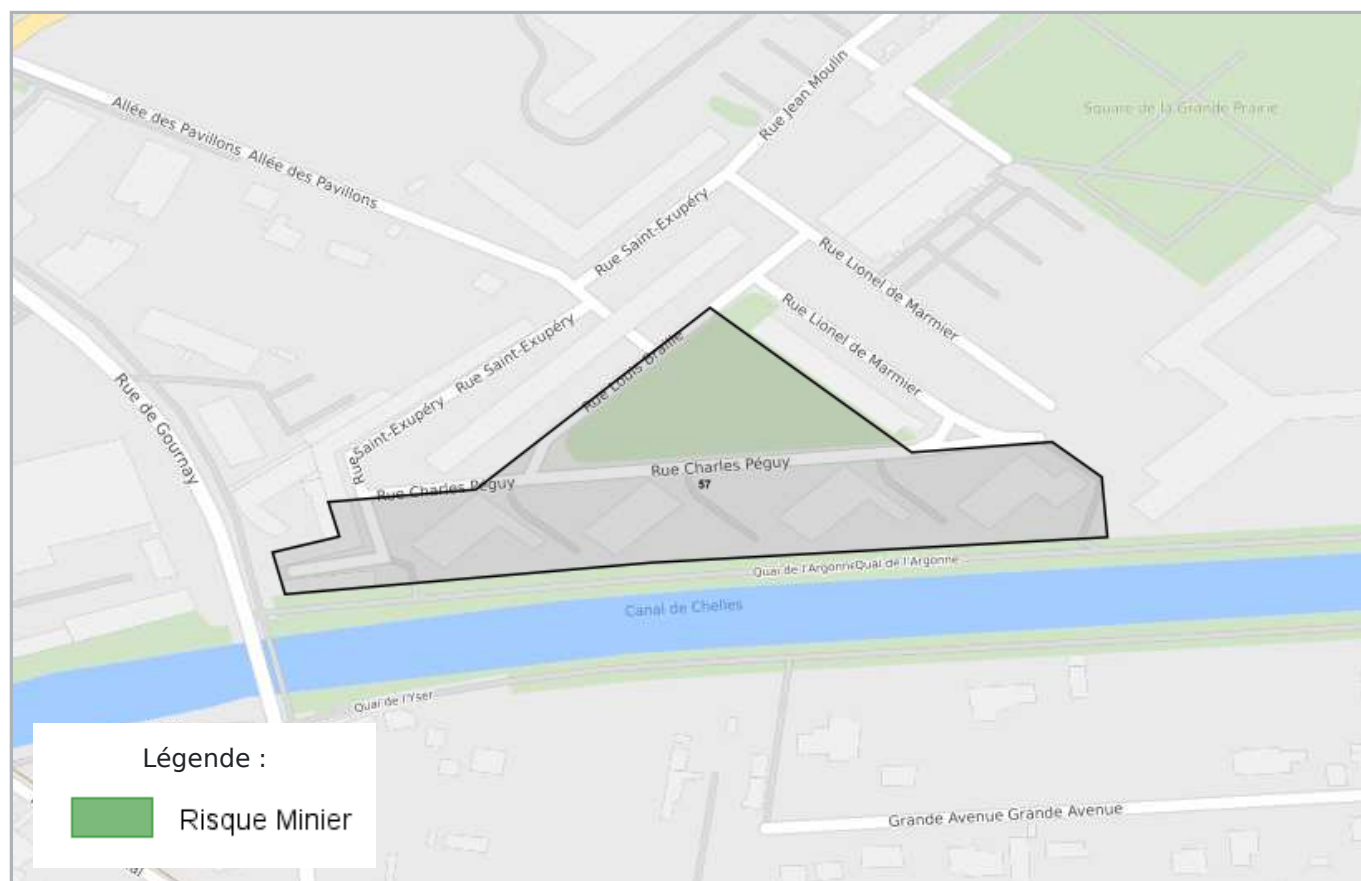 Allée des Pavillons
Allée des Pavillons
Rue Jean Moulin
Square de la Grande Prairie
Rue Saint-Exupéry
Rue Lionel de Marmier
Rue Lionel de Marmier
Rue Saint-Exupéry
Rue Louis Braille
Rue de Gournay
Rue Saint-Exupéry
Rue Charles Péguy
Rue Charles Péguy
57
Quai de l'Argonne
Quai de l'Argonne
Canal de Chelles
Quai de l'Yser
Légende :
Risque Minier
Grande Avenue Grande Avenue